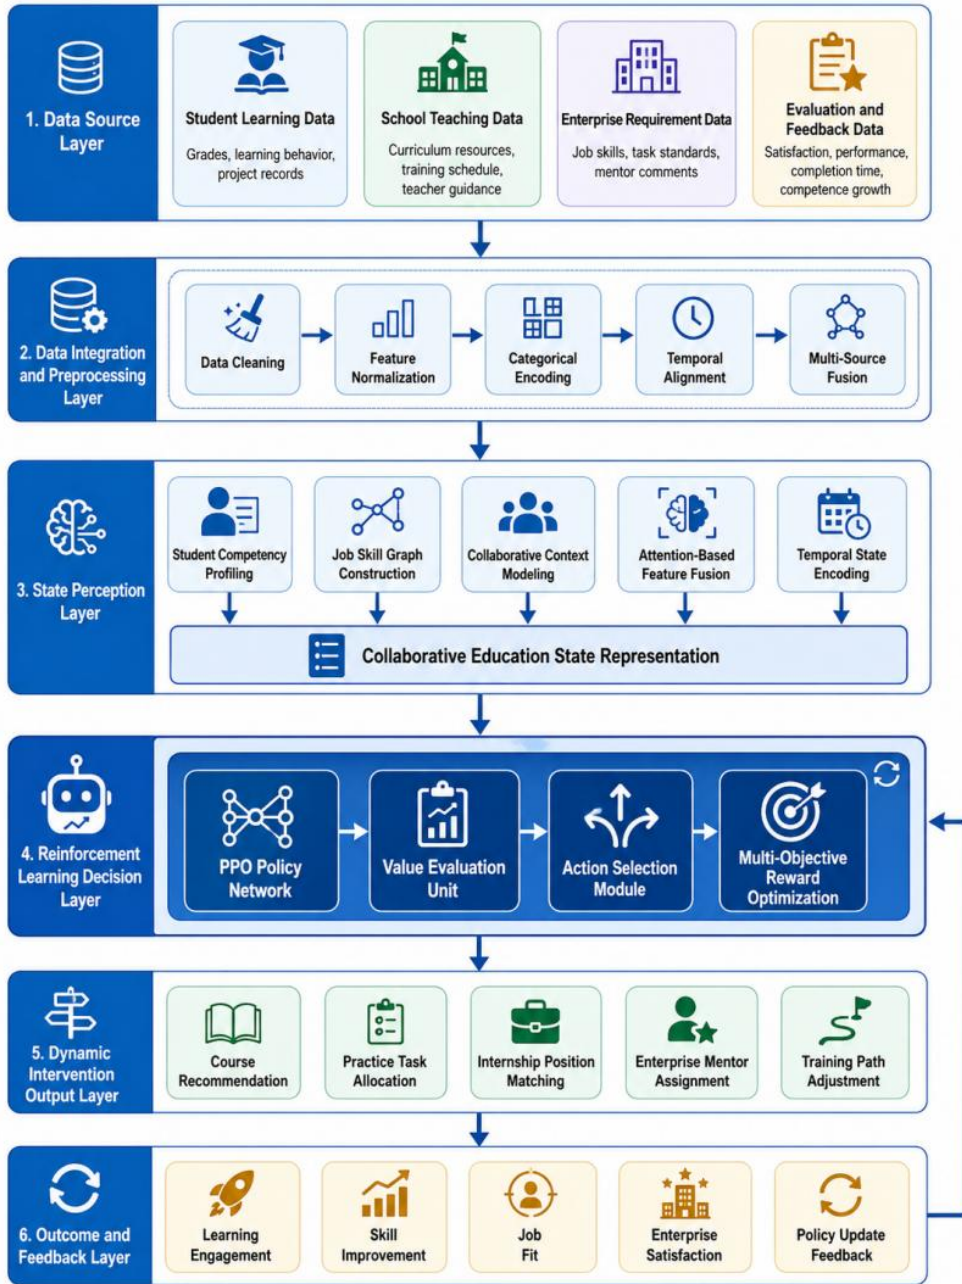 1. Data Source
Layer
Student Learning Data
Grades, learning behavior,
project records
School Teaching Data
Curriculum resources,
training schedule,
teacher guidance
Enterprise Requirement Data
Job skills, task standards,
mentor comments
Evaluation and
Feedback Data
Satisfaction, performance,
completion time,
competence growth
2. Data Integration
and Preprocessing
Layer
Data Cleaning
Feature
Normalization
Categorical
Encoding
Temporal
Alignment
Multi-Source
Fusion
3. State Perception
Layer
Student Competency
Profiling
Job Skill Graph
Construction
Collaborative Context
Modeling
Attention-Based
Feature Fusion
Temporal State
Encoding
Collaborative Education State Representation
4. Reinforcement
Learning Decision
Layer
PPO Policy
Network
Value Evaluation
Unit
Action Selection
Module
Multi-Objective
Reward
Optimization
5. Dynamic
Intervention
Output Layer
Course
Recommendation
Practice Task
Allocation
Internship Position
Matching
Enterprise Mentor
Assignment
Training Path
Adjustment
6. Outcome and
Feedback Layer
Learning
Engagement
Skill
Improvement
Job
Fit
Enterprise
Satisfaction
Policy Update
Feedback